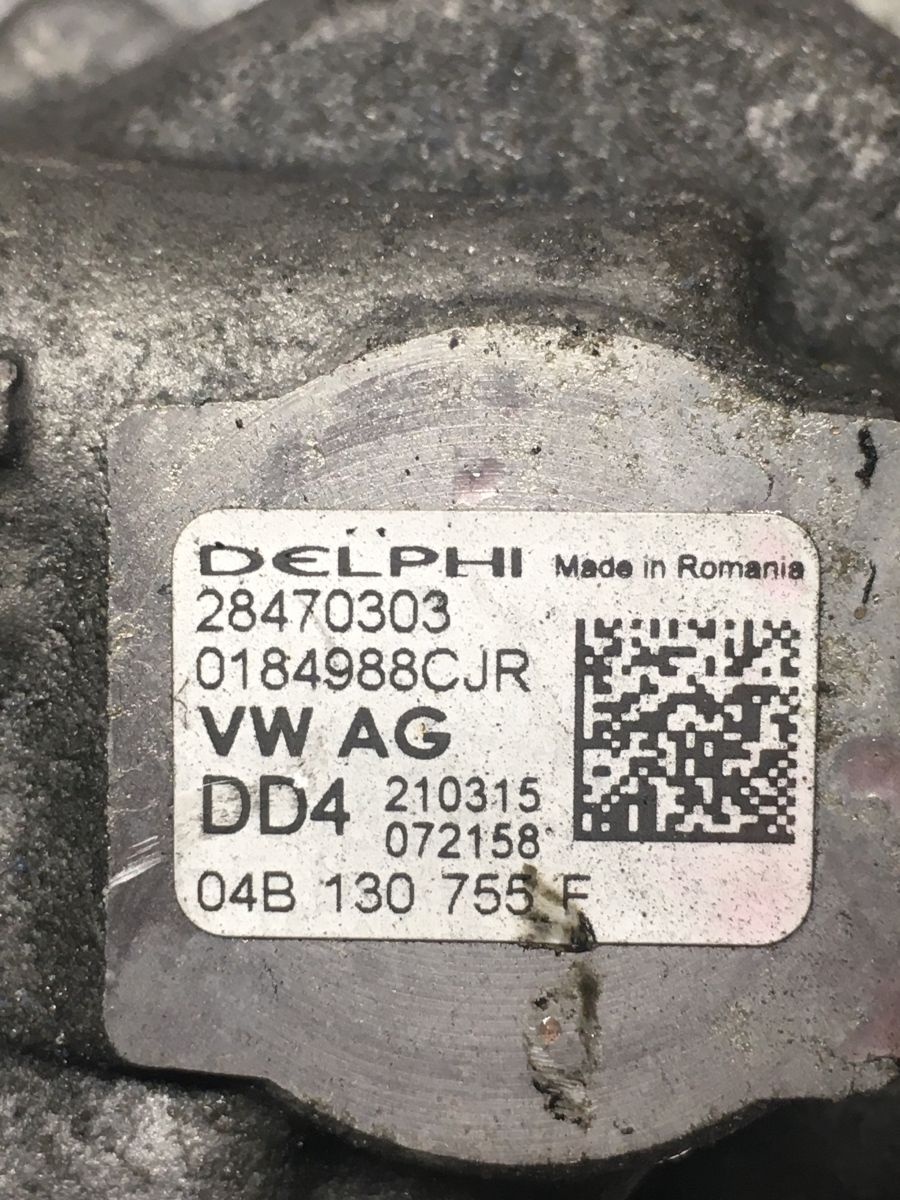 DELPHI Made in Romania
28470303
0184988CJR
VW AG
DD4 210315
072158
04B 130 755 F